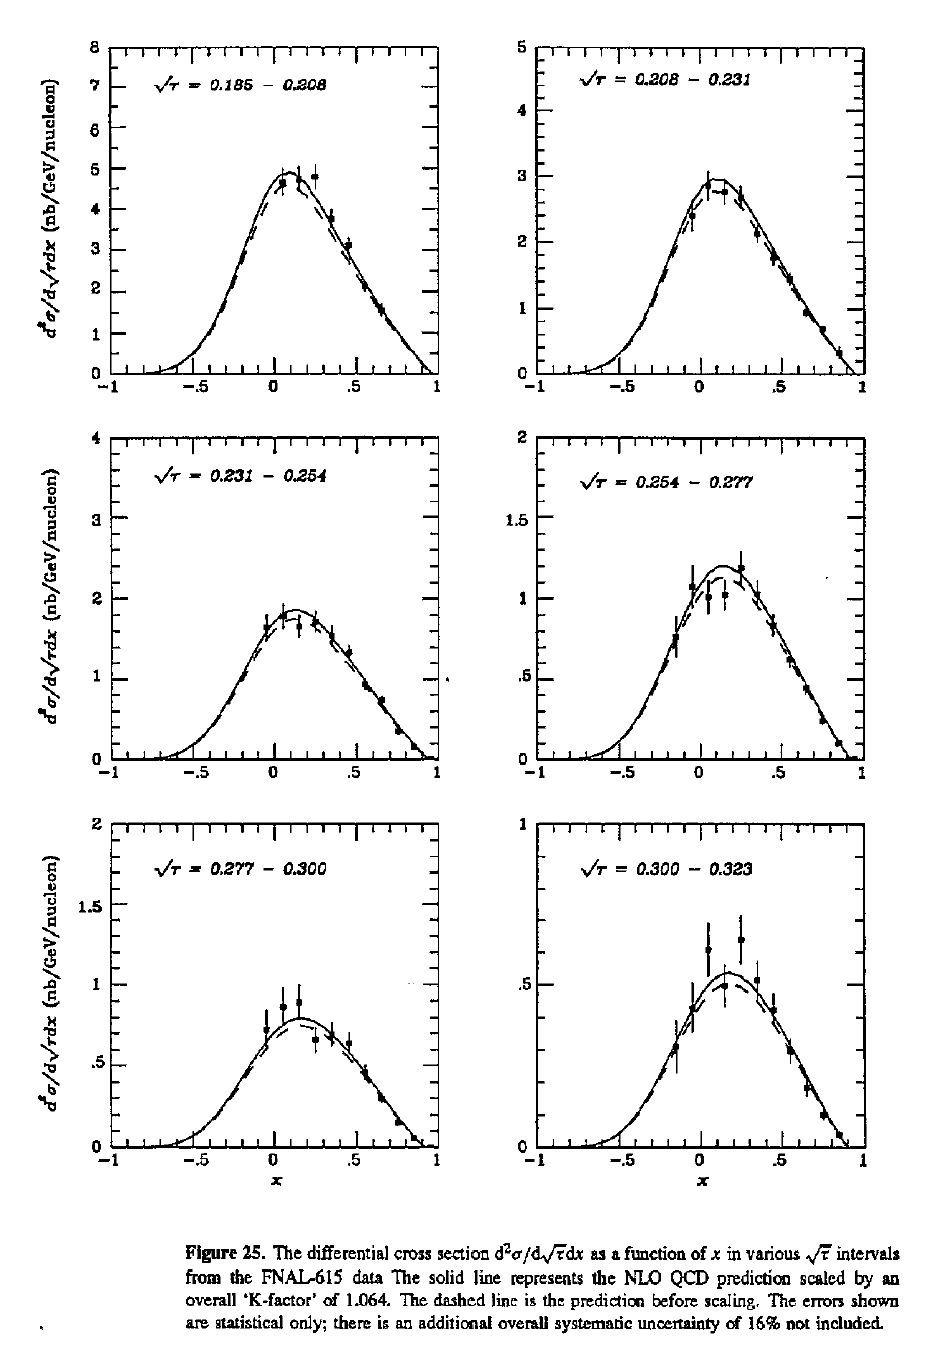 8
7
6
5
4
3
2
1
0
d²σ/d√τdx (nb/GeV/nucleon)
√τ = 0.185 - 0.208
-1 -.5 0 .5 1
5
4
3
2
1
0
√τ = 0.208 - 0.231
-1 -.5 0 .5 1
4
3
2
1
0
d²σ/d√τdx (nb/GeV/nucleon)
√τ = 0.231 - 0.254
-1 -.5 0 .5 1
2
1.5
1
.5
0
√τ = 0.254 - 0.277
-1 -.5 0 .5 1
2
1.5
1
.5
0
d²σ/d√τdx (nb/GeV/nucleon)
√τ = 0.277 - 0.300
-1 -.5 0 .5 1
x
1
.5
0
√τ = 0.300 - 0.323
-1 -.5 0 .5 1
x
Figure 25. The differential cross section d²σ/d√τdx as a function of x in various √τ intervals
from the FNAL-615 data The solid line represents the NLO QCD prediction scaled by an
overall 'K-factor' of 1.064. The dashed line is the prediction before scaling. The errors shown
are statistical only; there is an additional overall systematic uncertainty of 16% not included.